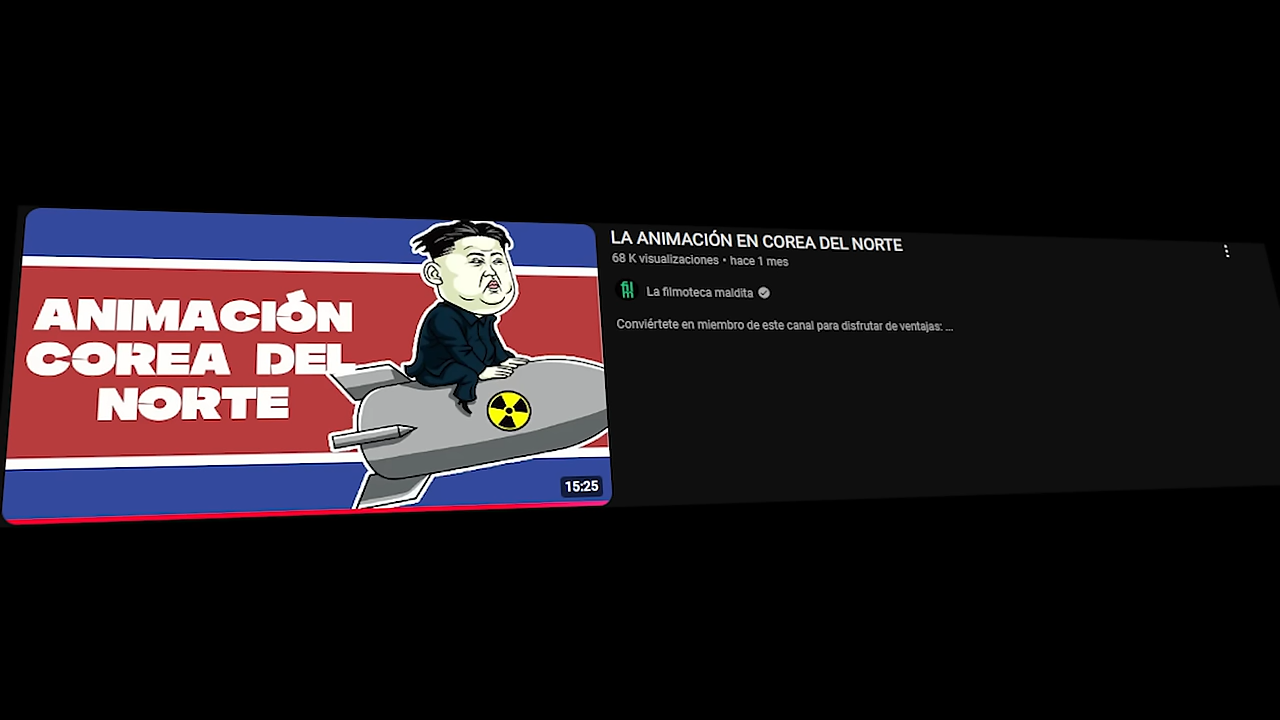 ANIMACIÓN
COREA DEL
NORTE
15:25
LA ANIMACIÓN EN COREA DEL NORTE
68 K visualizaciones • hace 1 mes
La filmoteca maldita
Conviértete en miembro de este canal para disfrutar de ventajas: ...